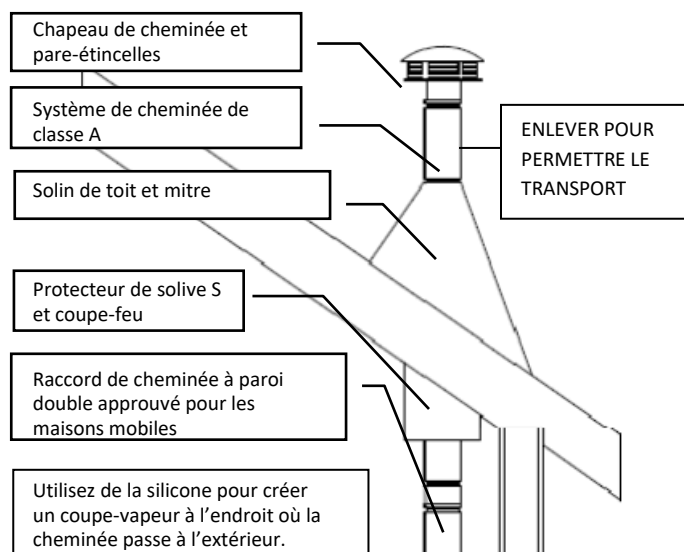 Chapeau de cheminée et
pare-étincelles
Système de cheminée de
classe A
ENLEVER POUR
PERMETTRE LE
TRANSPORT
Solin de toit et mitre
Protecteur de solive S
et coupe-feu
Raccord de cheminée à paroi
double approuvé pour les
maisons mobiles
Utilisez de la silicone pour créer
un coupe-vapeur à l’endroit où la
cheminée passe à l’extérieur.